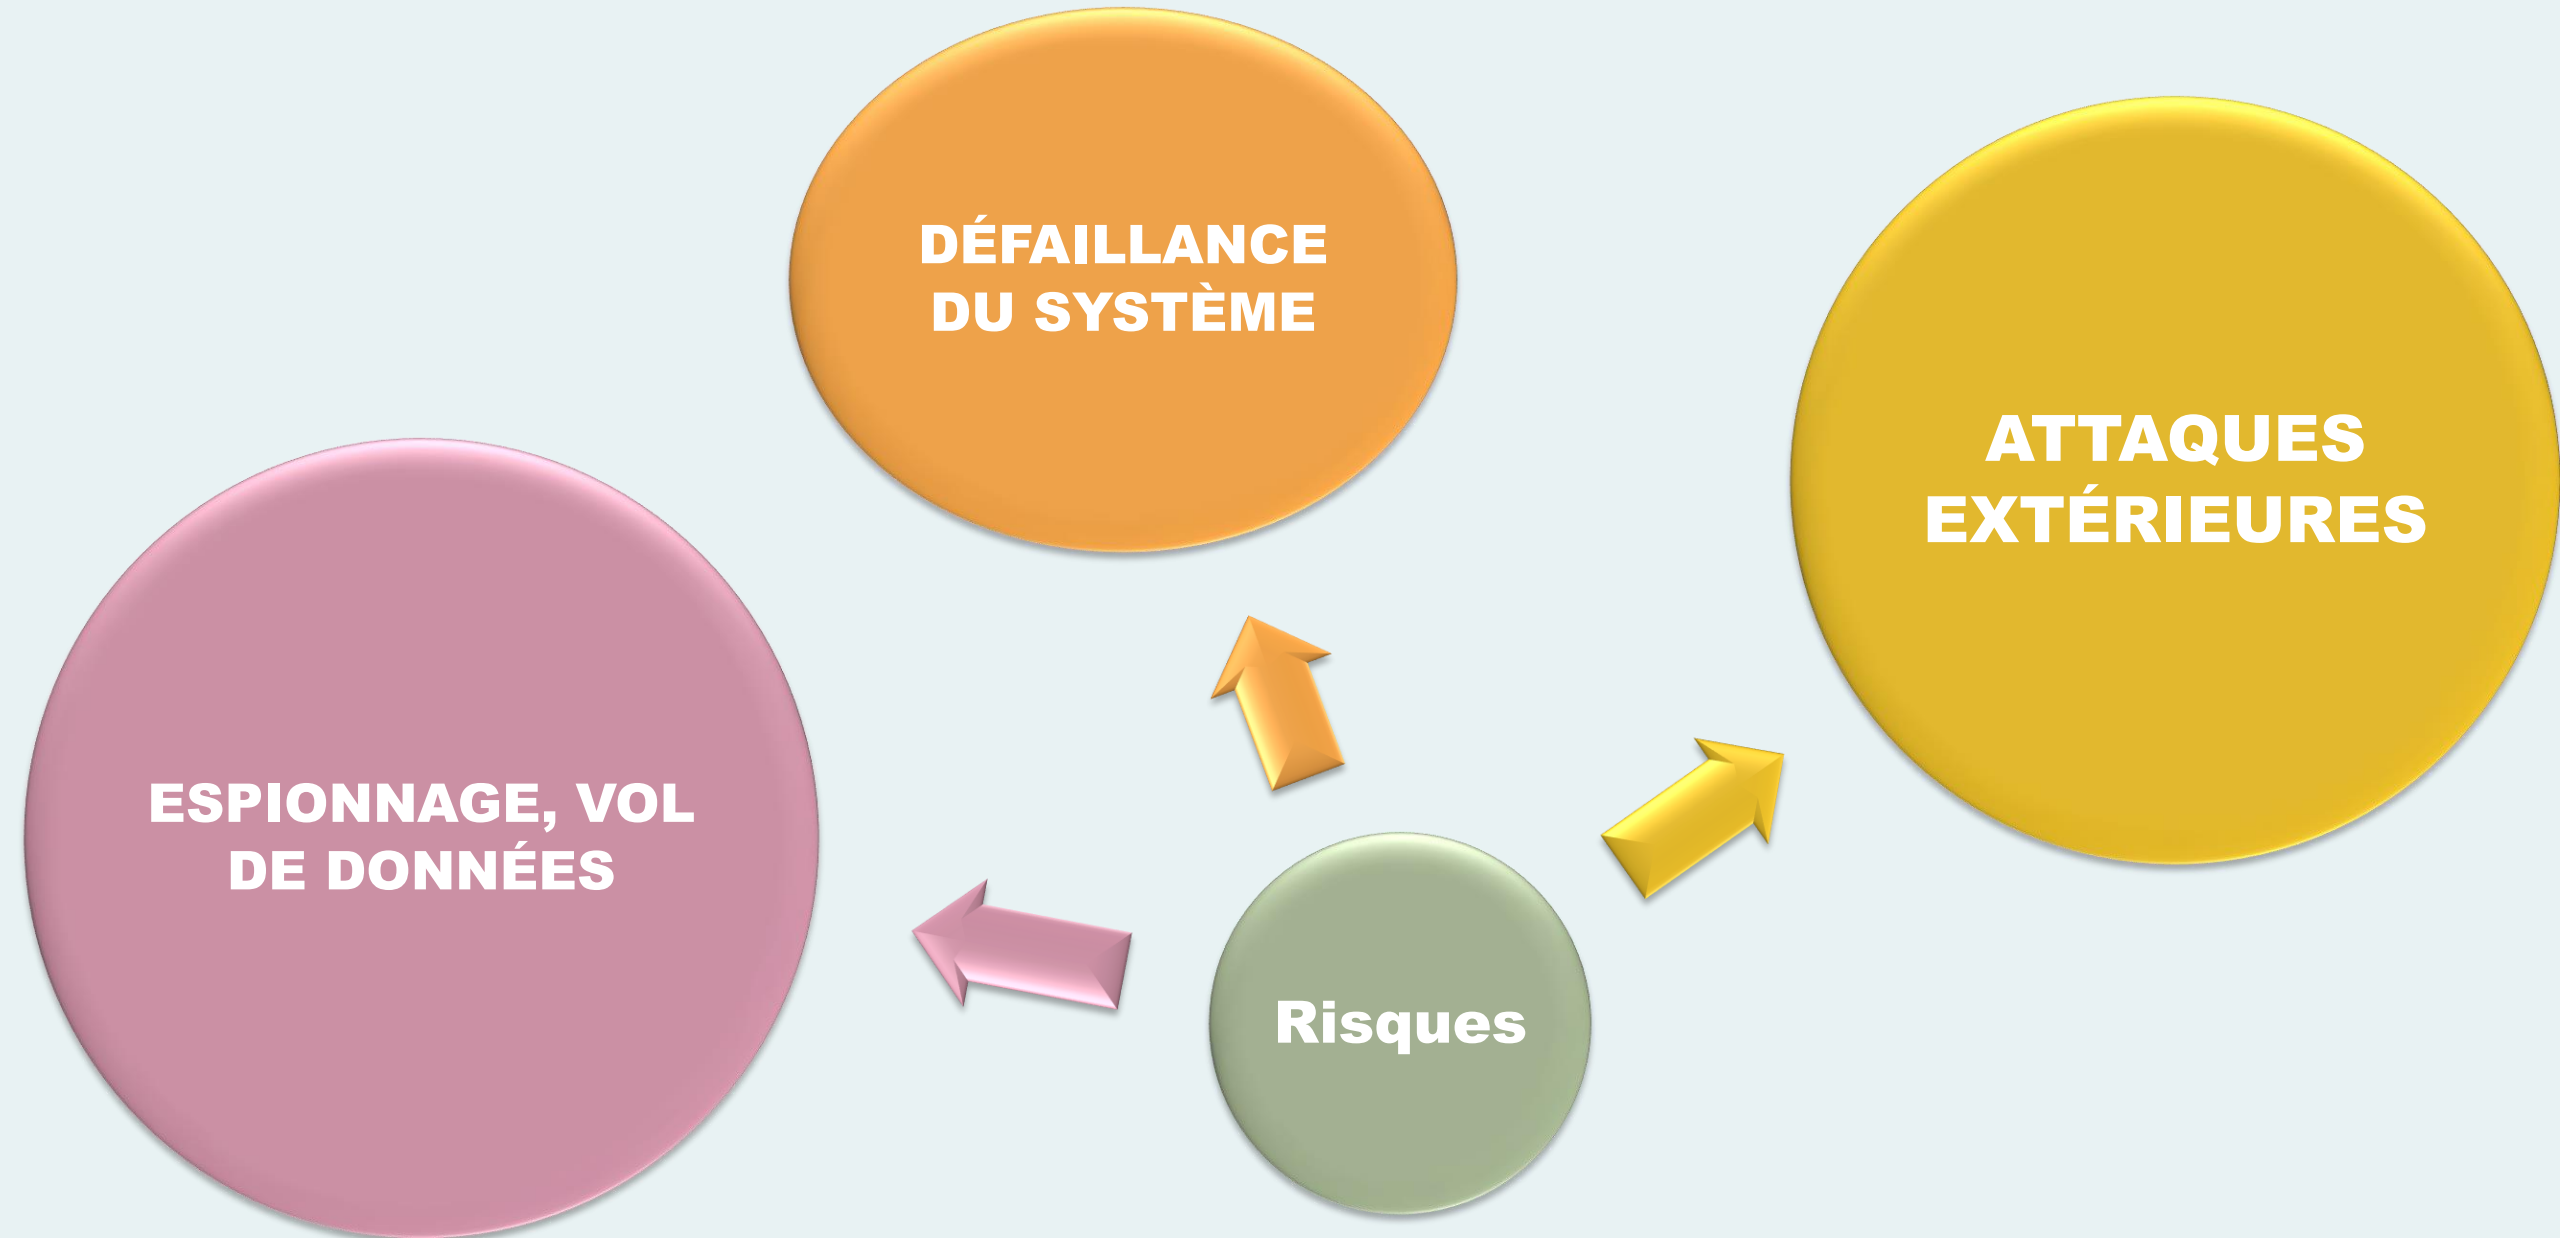 DÉFAILLANCE
DU SYSTÈME
ATTAQUES
EXTÉRIEURES
ESPIONNAGE, VOL
DE DONNÉES
Risques